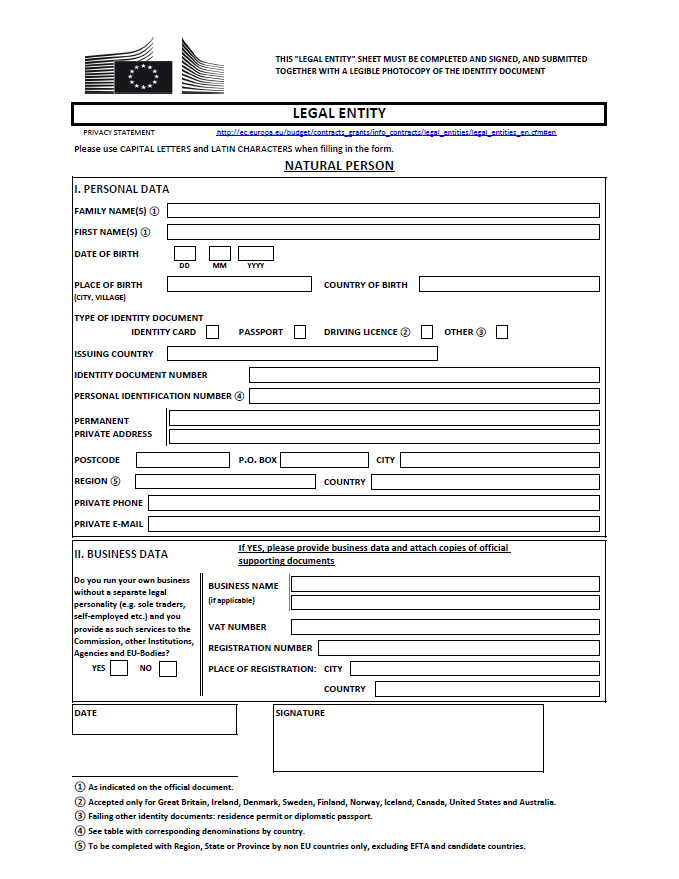 THIS "LEGAL ENTITY" SHEET MUST BE COMPLETED AND SIGNED, AND SUBMITTED
TOGETHER WITH A LEGIBLE PHOTOCOPY OF THE IDENTITY DOCUMENT
LEGAL ENTITY
PRIVACY STATEMENT http://ec.europa.eu/budget/contracts_grants/info_contracts/legal_entities/legal_entities_en.cfm#en
Please use CAPITAL LETTERS and LATIN CHARACTERS when filling in the form.
NATURAL PERSON
I. PERSONAL DATA
FAMILY NAME(S) ①
FIRST NAME(S) ①
DATE OF BIRTH
DD MM YYYY
PLACE OF BIRTH COUNTRY OF BIRTH
(CITY, VILLAGE)
TYPE OF IDENTITY DOCUMENT
IDENTITY CARD PASSPORT DRIVING LICENCE ② OTHER ③
ISSUING COUNTRY
IDENTITY DOCUMENT NUMBER
PERSONAL IDENTIFICATION NUMBER ④
PERMANENT
PRIVATE ADDRESS
POSTCODE P.O. BOX CITY
REGION ⑤ COUNTRY
PRIVATE PHONE
PRIVATE E-MAIL
II. BUSINESS DATA
If YES, please provide business data and attach copies of official
supporting documents
Do you run your own business
without a separate legal
personality (e.g. sole traders,
self-employed etc.) and you
provide as such services to the
Commission, other Institutions,
Agencies and EU-Bodies?
YES NO
BUSINESS NAME
(if applicable)
VAT NUMBER
REGISTRATION NUMBER
PLACE OF REGISTRATION: CITY
COUNTRY
DATE SIGNATURE
① As indicated on the official document.
② Accepted only for Great Britain, Ireland, Denmark, Sweden, Finland, Norway, Iceland, Canada, United States and Australia.
③ Failing other identity documents: residence permit or diplomatic passport.
④ See table with corresponding denominations by country.
⑤ To be completed with Region, State or Province by non EU countries only, excluding EFTA and candidate countries.